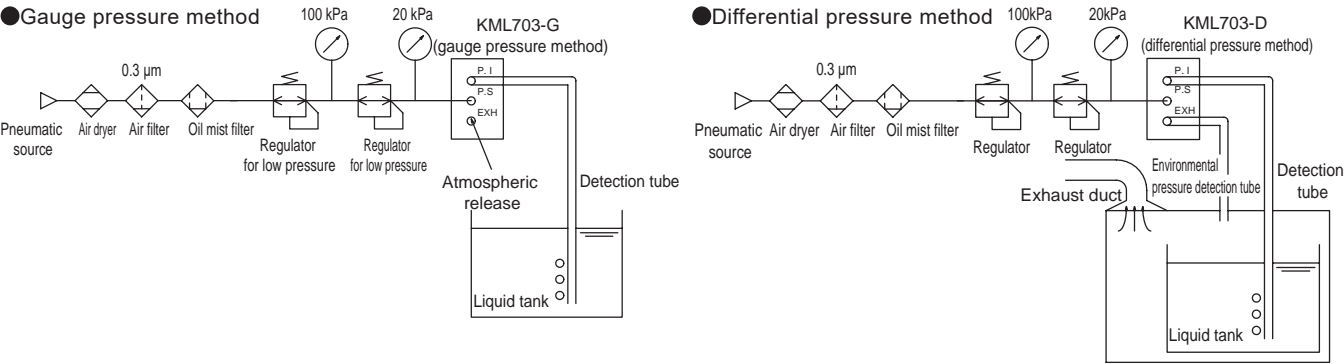 ●Gauge pressure method
100 kPa
20 kPa
KML703-G
(gauge pressure method)
P. I
P.S
EXH
0.3 µm
Pneumatic
source
Air dryer
Air filter
Oil mist filter
Regulator
for low pressure
Regulator
for low pressure
Atmospheric
release
Detection tube
Liquid tank
●Differential pressure method
100kPa
20kPa
KML703-D
(differential pressure method)
P. I
P.S
EXH
0.3 µm
Pneumatic
source
Air dryer
Air filter
Oil mist filter
Regulator
Regulator
Environmental
pressure detection tube
Detection
tube
Exhaust duct
Liquid tank